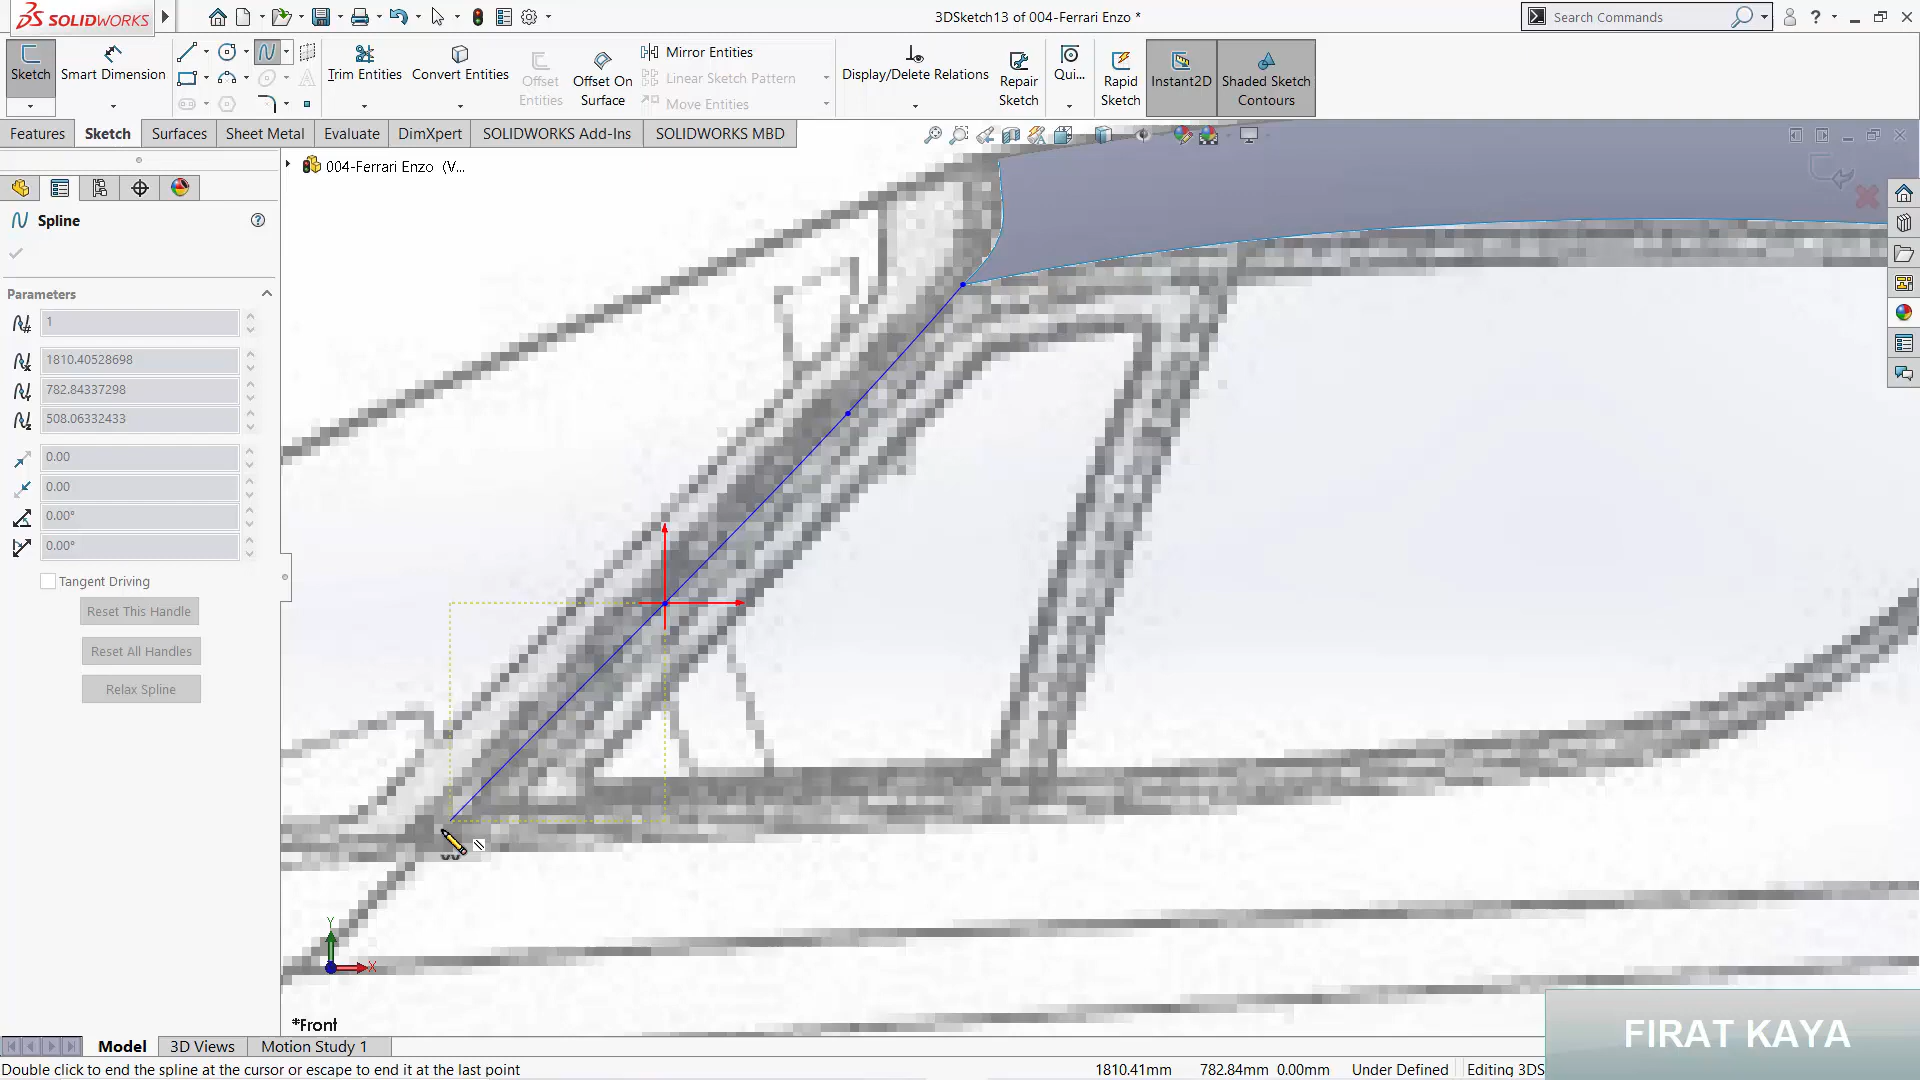 SOLIDWORKS
3DSketch13 of 004-Ferrari Enzo *
Search Commands
Sketch
Smart Dimension
Trim Entities
Convert Entities
Offset Entities
Offset On Surface
Mirror Entities
Linear Sketch Pattern
Move Entities
Display/Delete Relations
Repair Sketch
Qui...
Rapid Sketch
Instant2D
Shaded Sketch Contours
Features
Sketch
Surfaces
Sheet Metal
Evaluate
DimXpert
SOLIDWORKS Add-Ins
SOLIDWORKS MBD
004-Ferrari Enzo (V...
Spline
Parameters
1
1810.40528698
782.84337298
508.06332433
0.00
0.00
0.00°
0.00°
Tangent Driving
Reset This Handle
Reset All Handles
Relax Spline
Y
X
*Front
FIRAT KAYA
Model
3D Views
Motion Study 1
Double click to end the spline at the cursor or escape to end it at the last point
1810.41mm
782.84mm
0.00mm
Under Defined
Editing 3DS